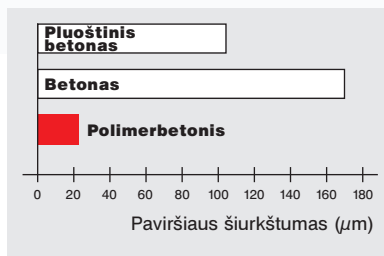 Pluoštinis
betonas
Betonas
Polimerbetonis
0 20 40 60 80 100 120 140 160 180
Paviršiaus šiurkštumas (µm)